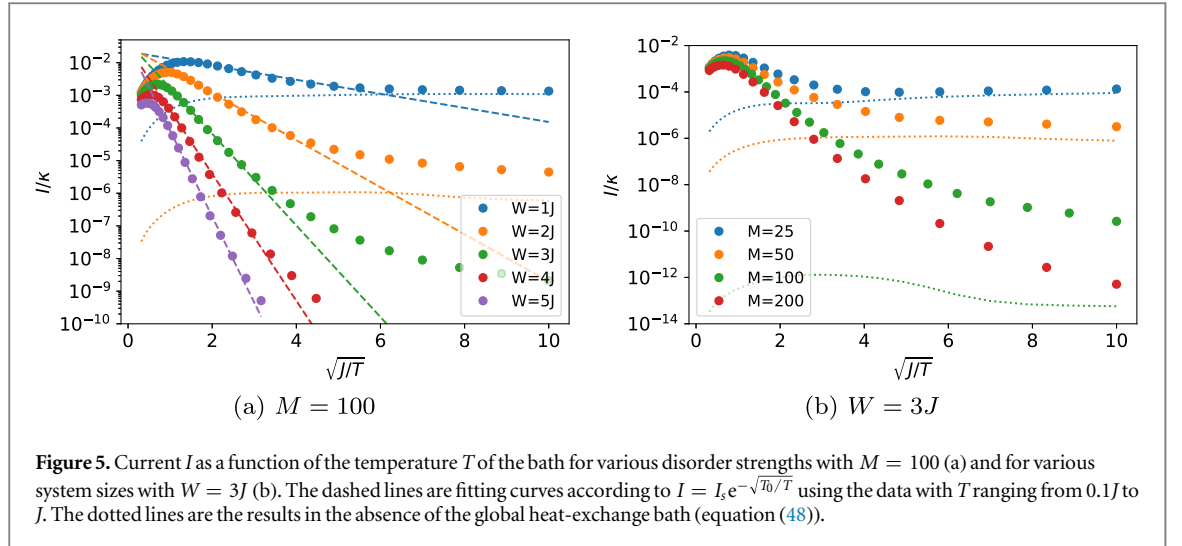 10⁻²
10⁻³
10⁻⁴
10⁻⁵
10⁻⁶
10⁻⁷
10⁻⁸
10⁻⁹
10⁻¹⁰
I/κ
0 2 4 6 8 10
√J/T
W=1J
W=2J
W=3J
W=4J
W=5J
(a) M = 100
10⁻²
10⁻⁴
10⁻⁶
10⁻⁸
10⁻¹⁰
10⁻¹²
10⁻¹⁴
I/κ
0 2 4 6 8 10
√J/T
M=25
M=50
M=100
M=200
(b) W = 3J
Figure 5. Current I as a function of the temperature T of the bath for various disorder strengths with M = 100 (a) and for various
system sizes with W = 3J (b). The dashed lines are fitting curves according to I = Iₛe^(−√T₀/T) using the data with T ranging from 0.1J to
J. The dotted lines are the results in the absence of the global heat-exchange bath (equation (48)).